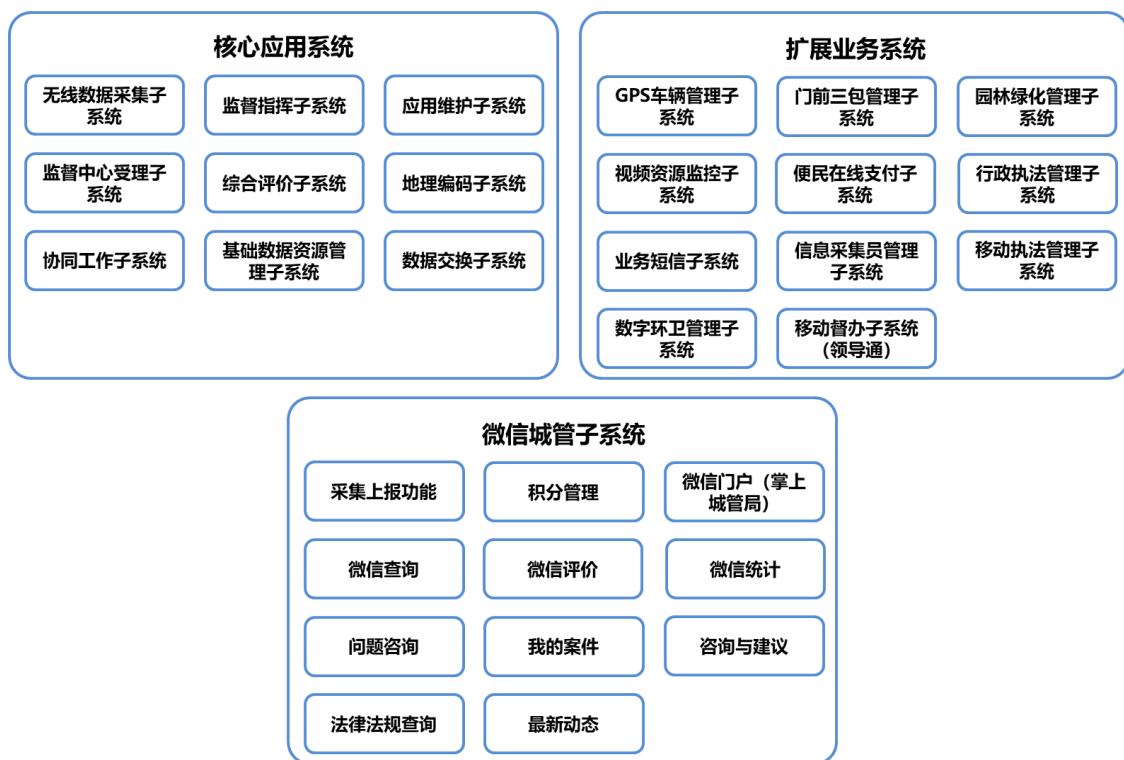 核心应用系统
无线数据采集子
系统
监督指挥子系统
应用维护子系统
监督中心受理子
系统
综合评价子系统
地理编码子系统
协同工作子系统
基础数据资源管
理子系统
数据交换子系统
扩展业务系统
GPS车辆管理子
系统
门前三包管理子
系统
园林绿化管理子
系统
视频资源监控子
系统
便民在线支付子
系统
行政执法管理子
系统
业务短信子系统
信息采集员管理
子系统
移动执法管理子
系统
数字环卫管理子
系统
移动督办子系统
（领导通）
微信城管子系统
采集上报功能
积分管理
微信门户（掌上
城管局）
微信查询
微信评价
微信统计
问题咨询
我的案件
咨询与建议
法律法规查询
最新动态